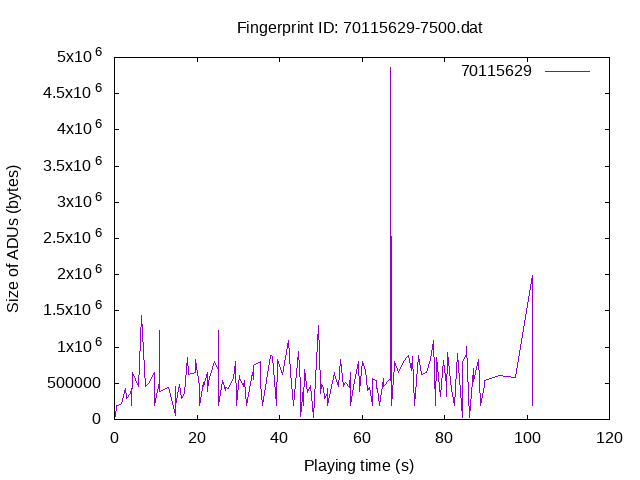 Fingerprint ID: 70115629-7500.dat
5x10^6
70115629
4.5x10^6
4x10^6
3.5x10^6
3x10^6
2.5x10^6
2x10^6
1.5x10^6
1x10^6
500000
0
Size of ADUs (bytes)
0 20 40 60 80 100 120
Playing time (s)